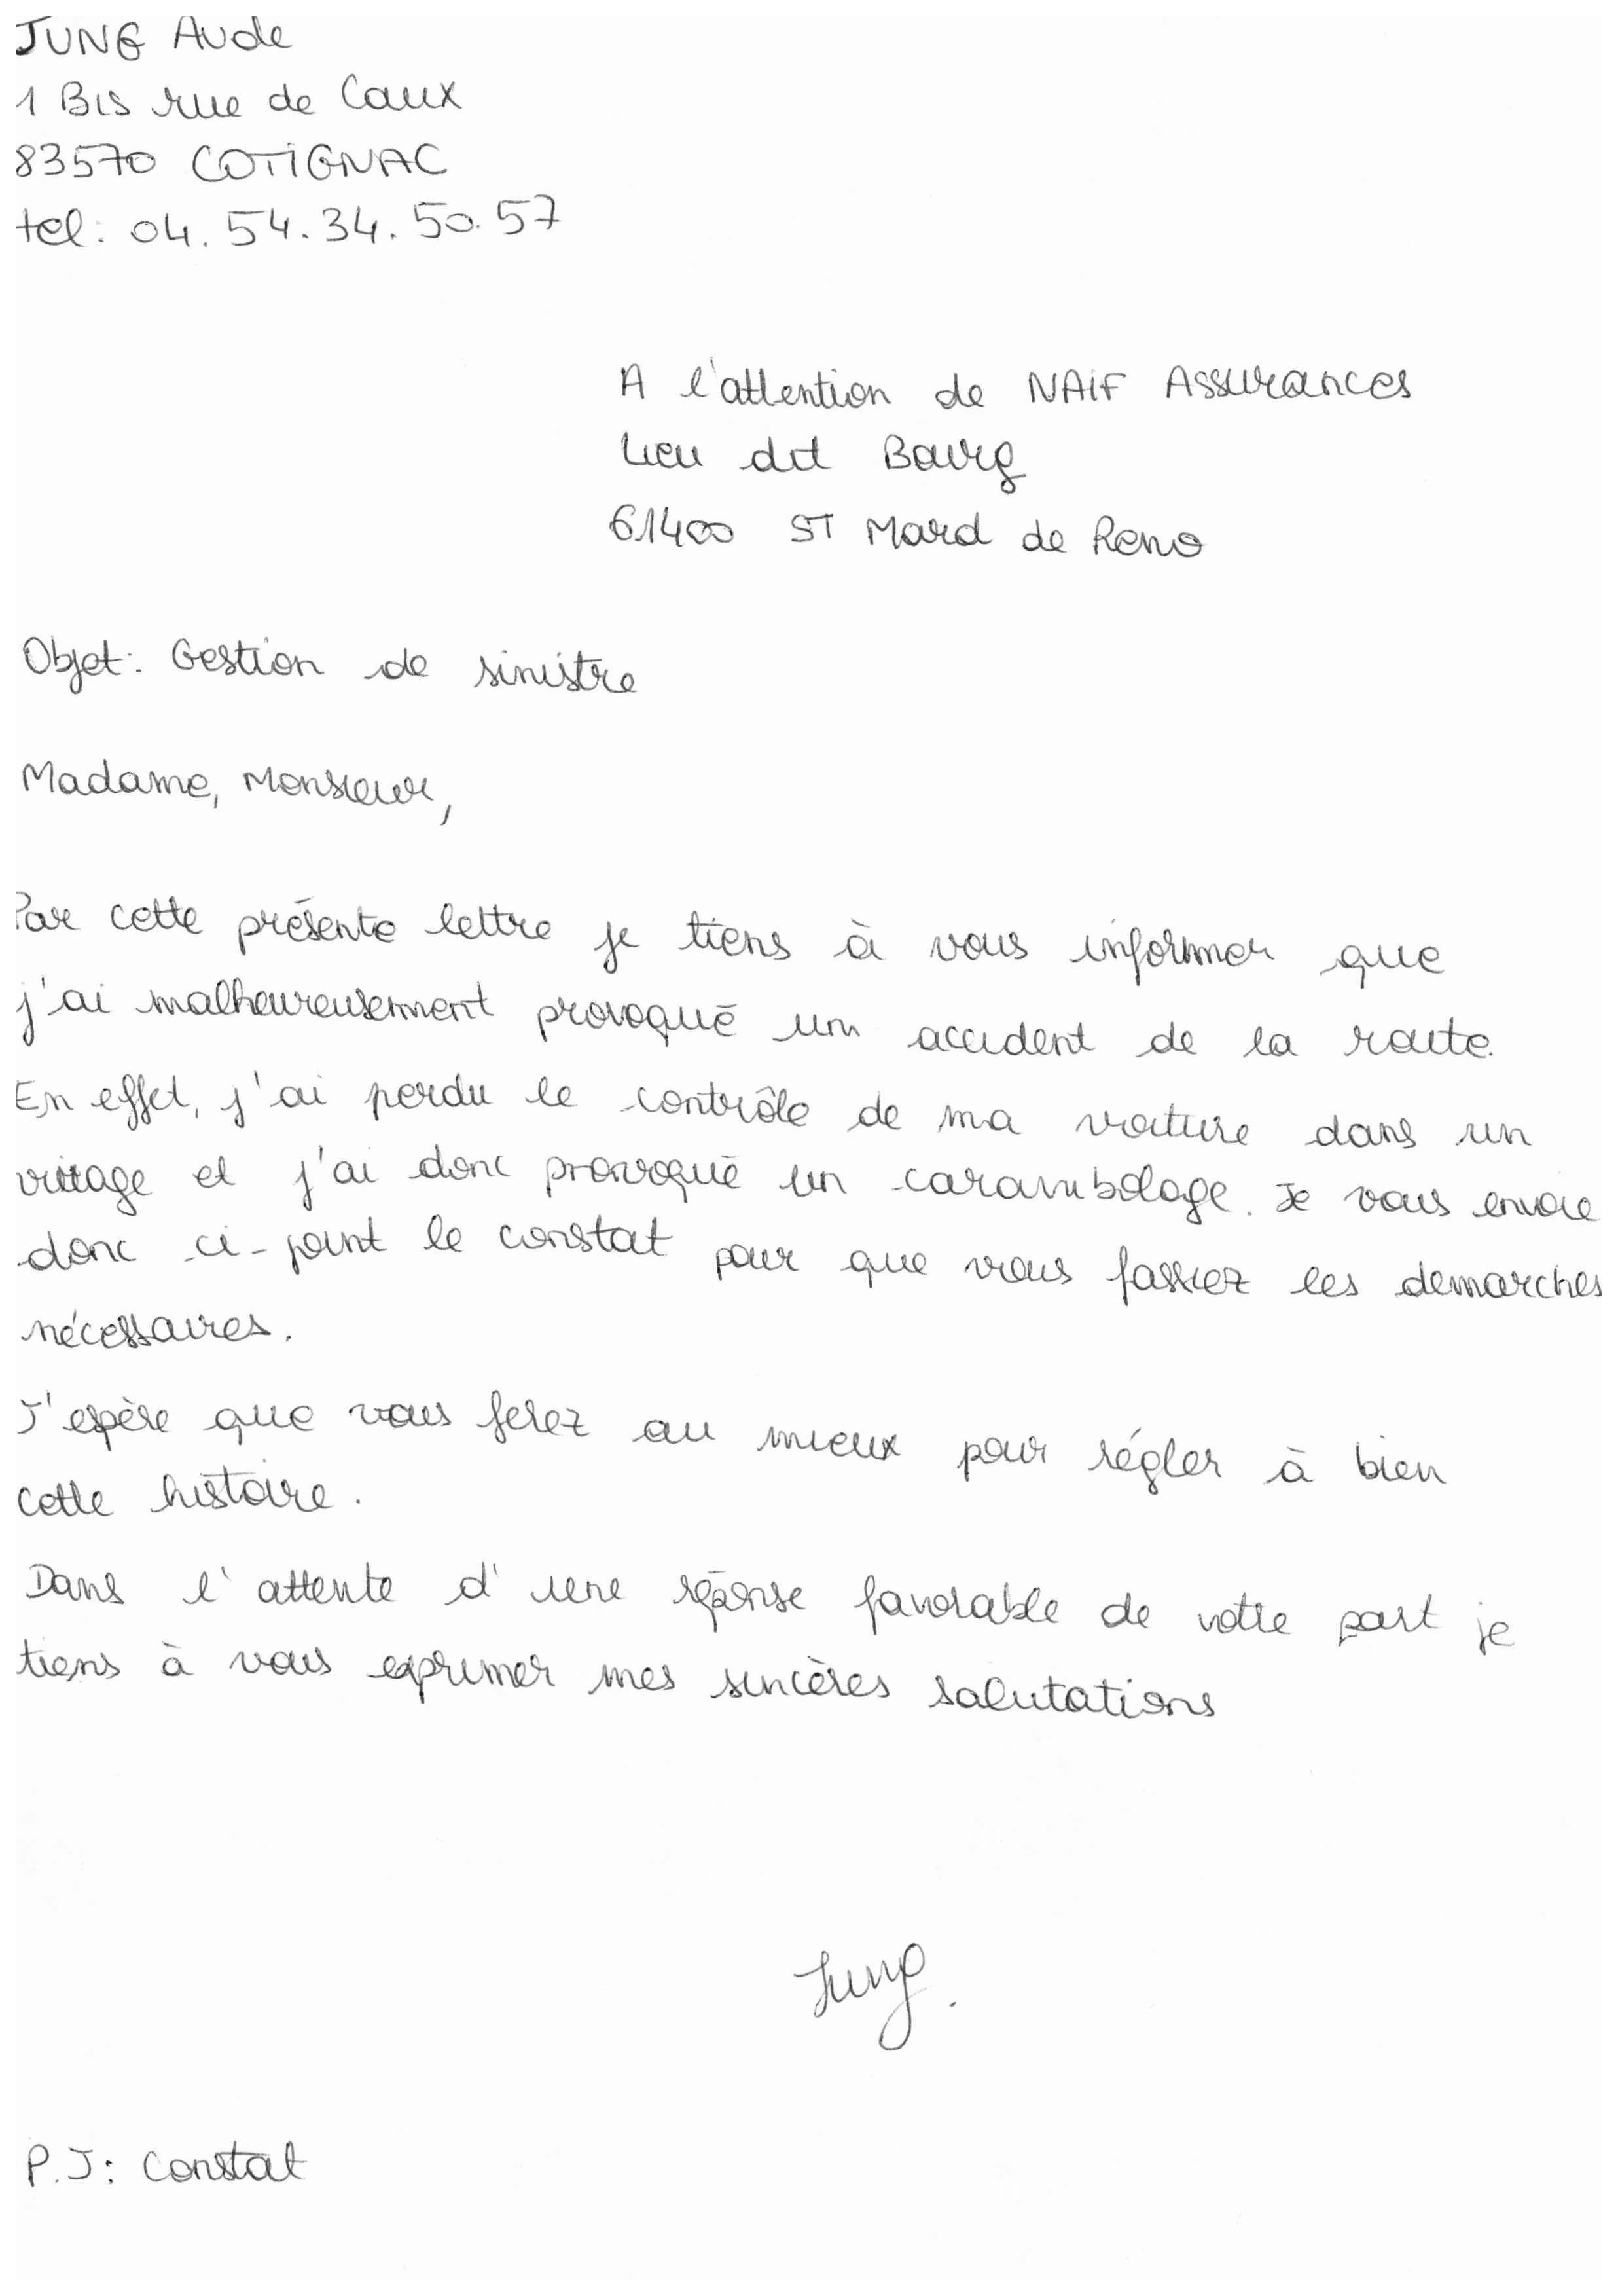 JUNG Aude
1 Bis rue de Caux
83570 COTIGNAC
tel: 04.54.34.50.57
A l'attention de NAIF Assurances
Lieu dit Bourg
61400 ST Mard de Reno
Objet: Gestion de sinistre
Madame, Monsieur,
Par cette présente lettre je tiens à vous informer que
j'ai malheureusement provoqué un accident de la route.
En effet, j'ai perdu le contrôle de ma voiture dans un
virage et j'ai donc provoqué un carambolage. Je vous envoie
donc ci-joint le constat pour que vous fassiez les demarches
nécessaires.
J'espère que vous ferez au mieux pour régler à bien
cette histoire.
Dans l'attente d'une réponse favorable de votre part je
tiens à vous exprimer mes sincères salutations
Jung.
P.J: Constat